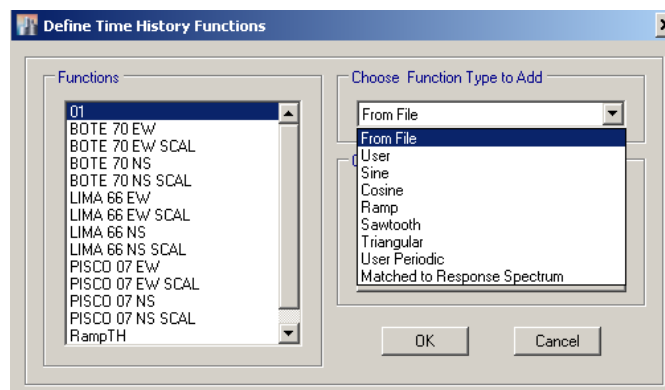 Define Time History Functions
Functions
01
BOTE 70 EW
BOTE 70 EW SCAL
BOTE 70 NS
BOTE 70 NS SCAL
LIMA 66 EW
LIMA 66 EW SCAL
LIMA 66 NS
LIMA 66 NS SCAL
PISCO 07 EW
PISCO 07 EW SCAL
PISCO 07 NS
PISCO 07 NS SCAL
RampTH
Choose Function Type to Add
From File
From File
User
Sine
Cosine
Ramp
Sawtooth
Triangular
User Periodic
Matched to Response Spectrum
OK
Cancel